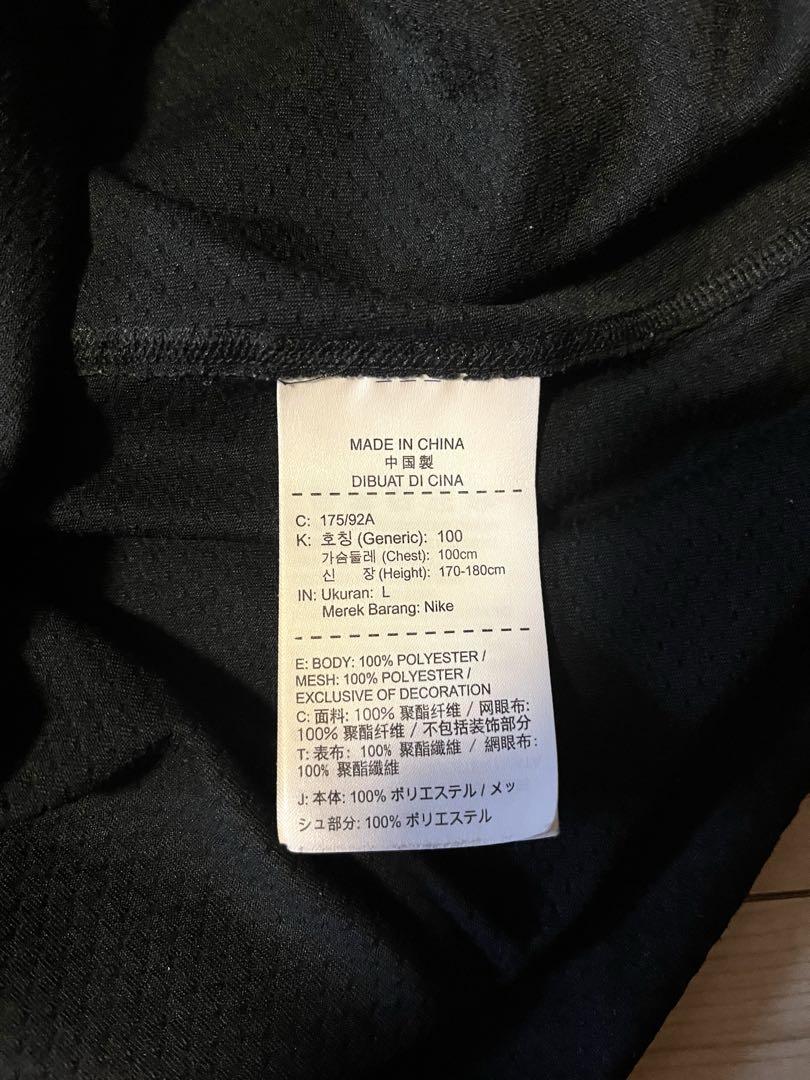 MADE IN CHINA
中国製
DIBUAT DI CINA
C: 175/92A
K: 호칭 (Generic): 100
가슴둘레 (Chest): 100cm
신 장 (Height): 170-180cm
IN: Ukuran: L
Merek Barang: Nike
E: BODY: 100% POLYESTER /
MESH: 100% POLYESTER /
EXCLUSIVE OF DECORATION
C: 面料: 100% 聚酯纤维 / 网眼布:
100% 聚酯纤维 / 不包括装饰部分
T: 表布: 100% 聚酯纖維 / 網眼布:
100% 聚酯纖維
J: 本体: 100% ポリエステル / メッ
シュ部分: 100% ポリエステル